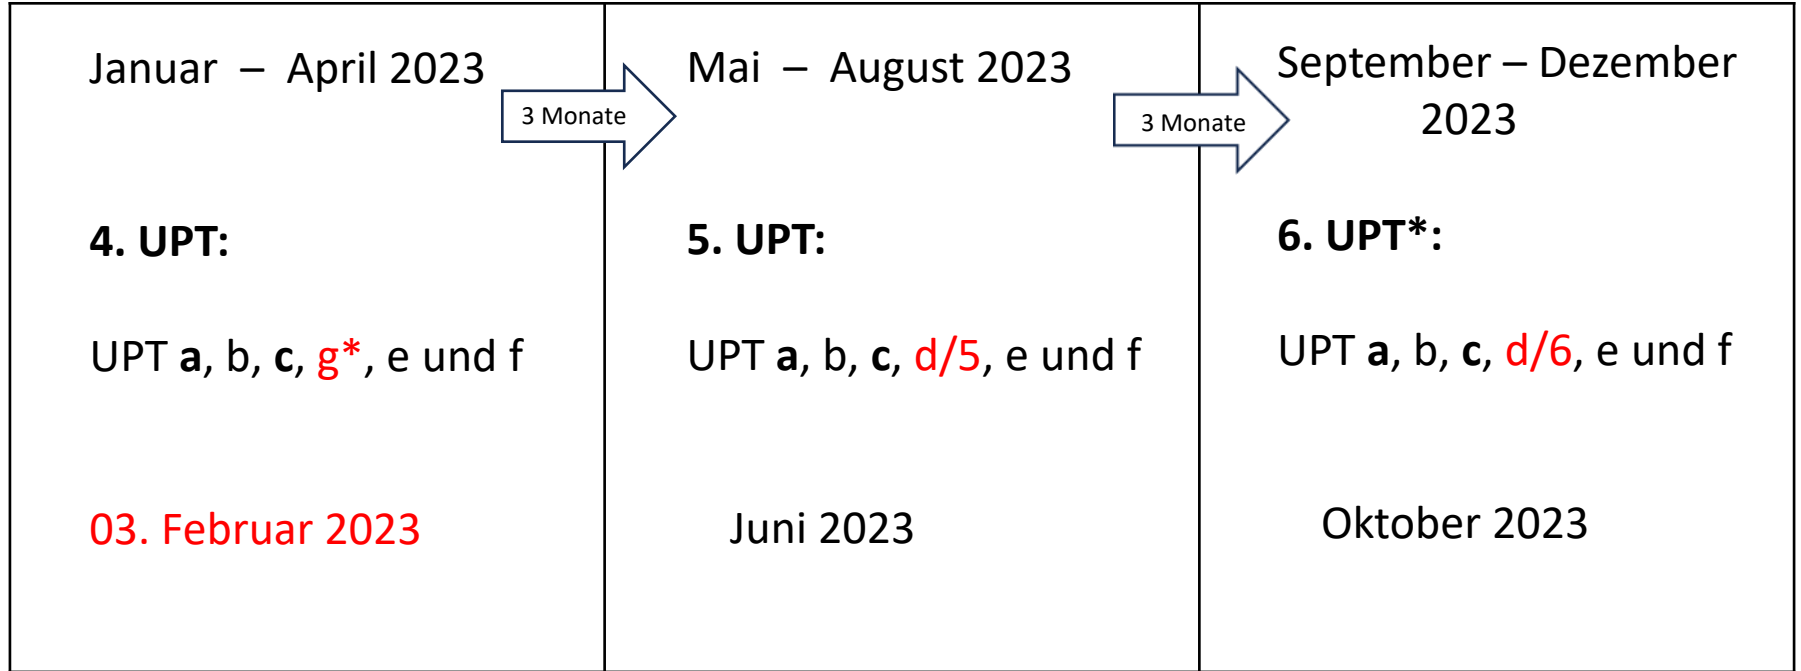 Januar – April 2023
3 Monate
4. UPT:
UPT a, b, c, g*, e und f
03. Februar 2023
Mai – August 2023
3 Monate
5. UPT:
UPT a, b, c, d/5, e und f
Juni 2023
September – Dezember
2023
6. UPT*:
UPT a, b, c, d/6, e und f
Oktober 2023